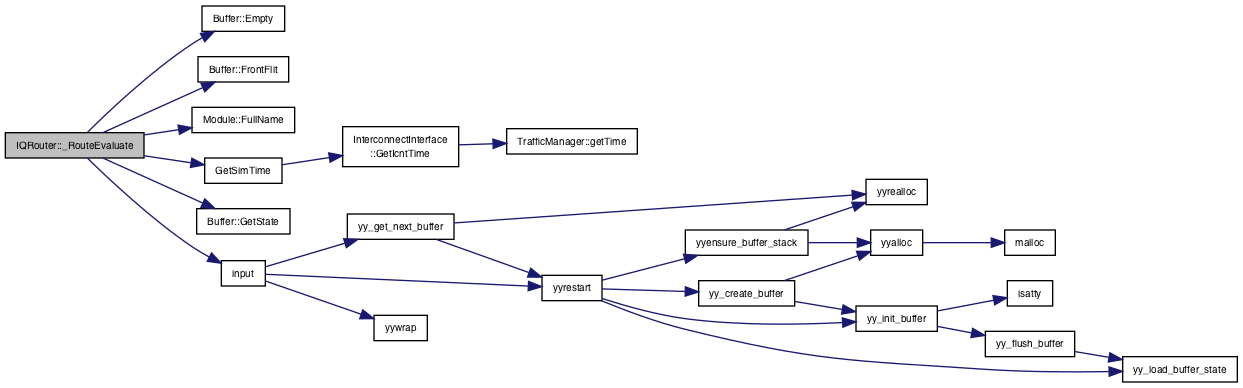 Buffer::Empty
Buffer::FrontFlit
Module::FullName
IQRouter::_RouteEvaluate
InterconnectInterface
::GetIcntTime
TrafficManager::getTime
GetSimTime
yyrealloc
Buffer::GetState
yy_get_next_buffer
yyensure_buffer_stack
yyalloc
malloc
input
yyrestart
yy_create_buffer
isatty
yy_init_buffer
yywrap
yy_flush_buffer
yy_load_buffer_state